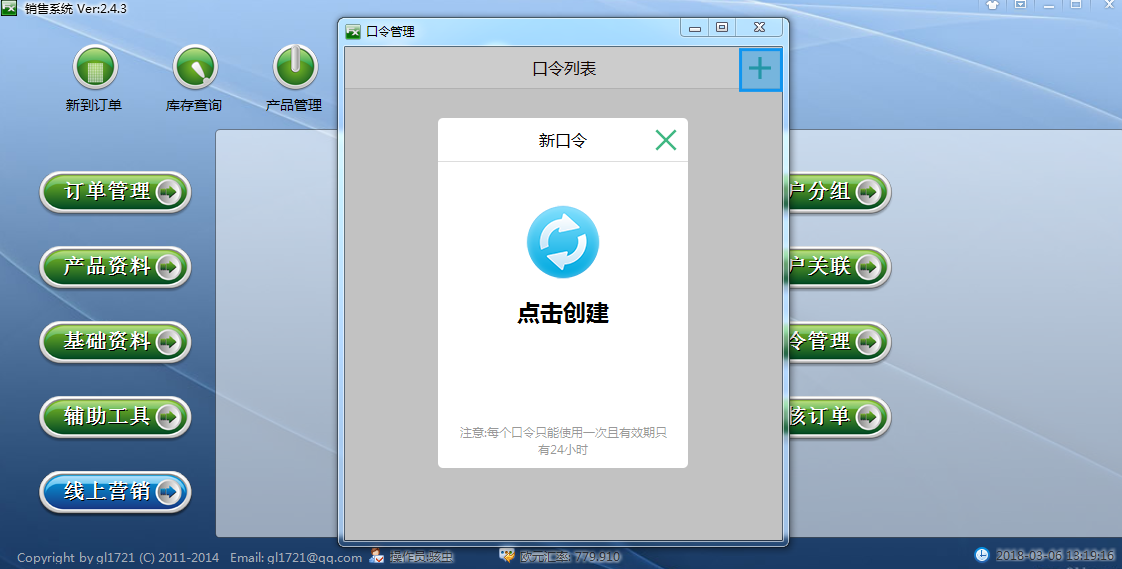 销售系统 Ver:2.4.3
口令管理
口令列表
新到订单
库存查询
产品管理
新口令
订单管理
产品资料
基础资料
辅助工具
线上营销
点击创建
注意:每个口令只能使用一次且有效期只
有24小时
户分组
户关联
令管理
核订单
Copyright by gl1721 (C) 2011-2014 Email: gl1721@qq.com
操作员:
欧元汇率: 779.910
2018-03-06 13:19:16